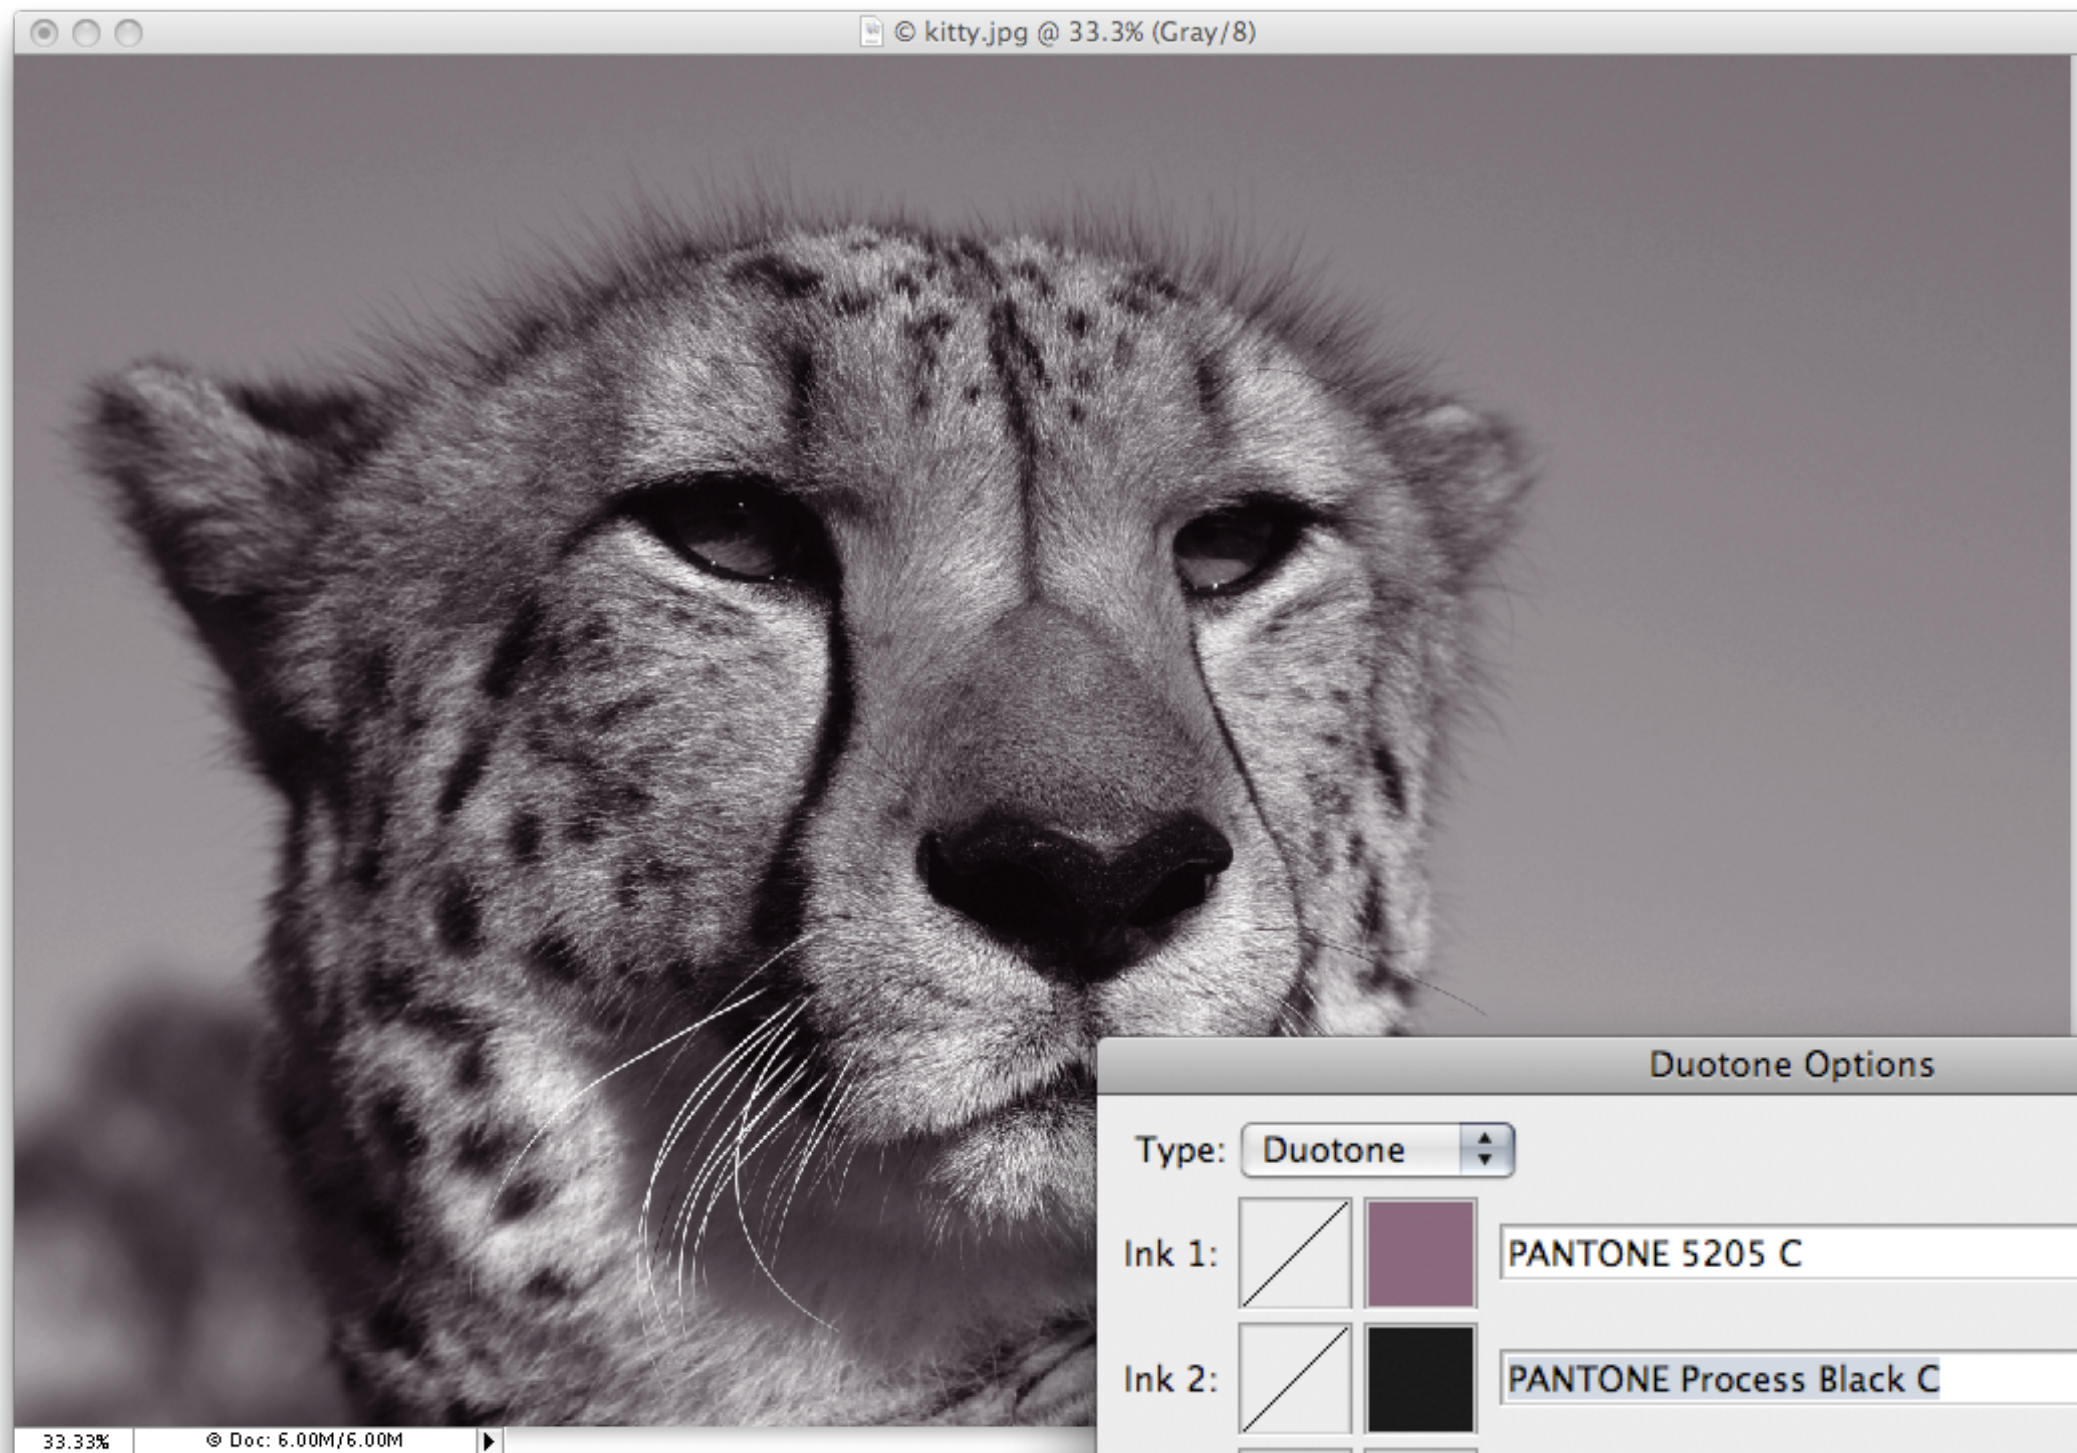 © kitty.jpg @ 33.3% (Gray/8)
Duotone Options
Type: Duotone
Ink 1: PANTONE 5205 C
Ink 2: PANTONE Process Black C
33.33% © Doc: 6.00M/6.00M